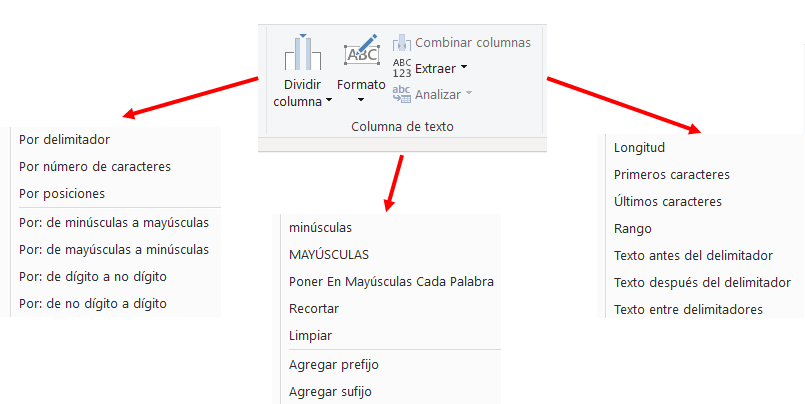 ABC
Dividir
columna
Formato
Combinar columnas
ABC
123
Extraer
abc
Analizar
Columna de texto
Por delimitador
Por número de caracteres
Por posiciones
Por: de minúsculas a mayúsculas
Por: de mayúsculas a minúsculas
Por: de dígito a no dígito
Por: de no dígito a dígito
minúsculas
MAYÚSCULAS
Poner En Mayúsculas Cada Palabra
Recortar
Limpiar
Agregar prefijo
Agregar sufijo
Longitud
Primeros caracteres
Últimos caracteres
Rango
Texto antes del delimitador
Texto después del delimitador
Texto entre delimitadores